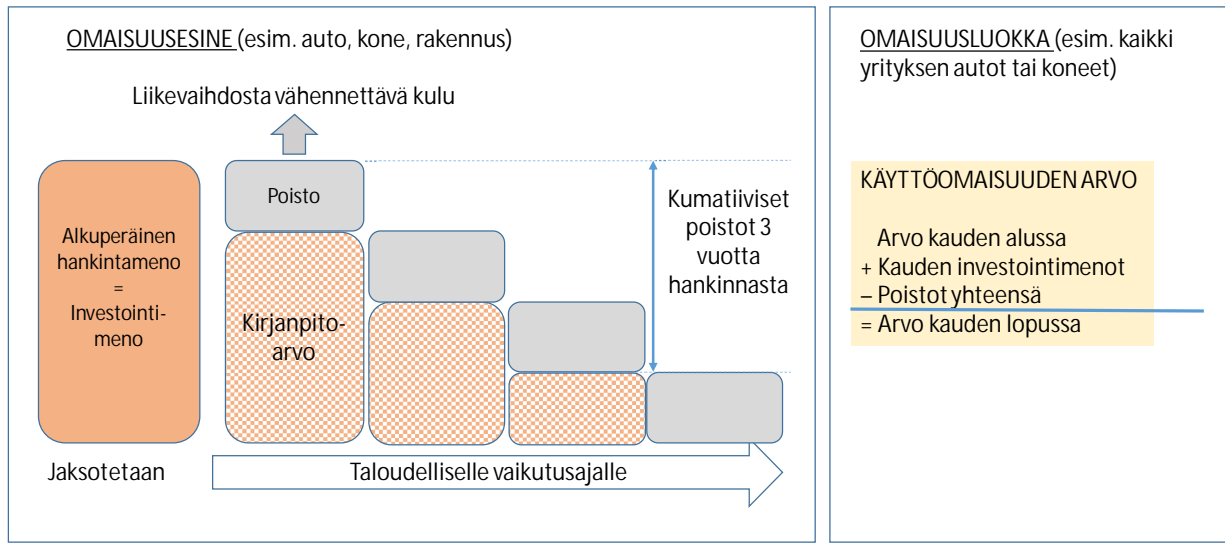 OMAISUUSESINE (esim. auto, kone, rakennus)
Liikevaihdosta vähennettävä kulu
Alkuperäinen
hankintameno
=
Investointi-
meno
Poisto
Kirjanpito-
arvo
Kumatiiviset
poistot 3
vuotta
hankinnasta
Jaksotetaan
Taloudelliselle vaikutusajalle
OMAISUUSLUOKKA (esim. kaikki
yrityksen autot tai koneet)
KÄYTTÖOMAISUUDEN ARVO
Arvo kauden alussa
+ Kauden investointimenot
– Poistot yhteensä
= Arvo kauden lopussa